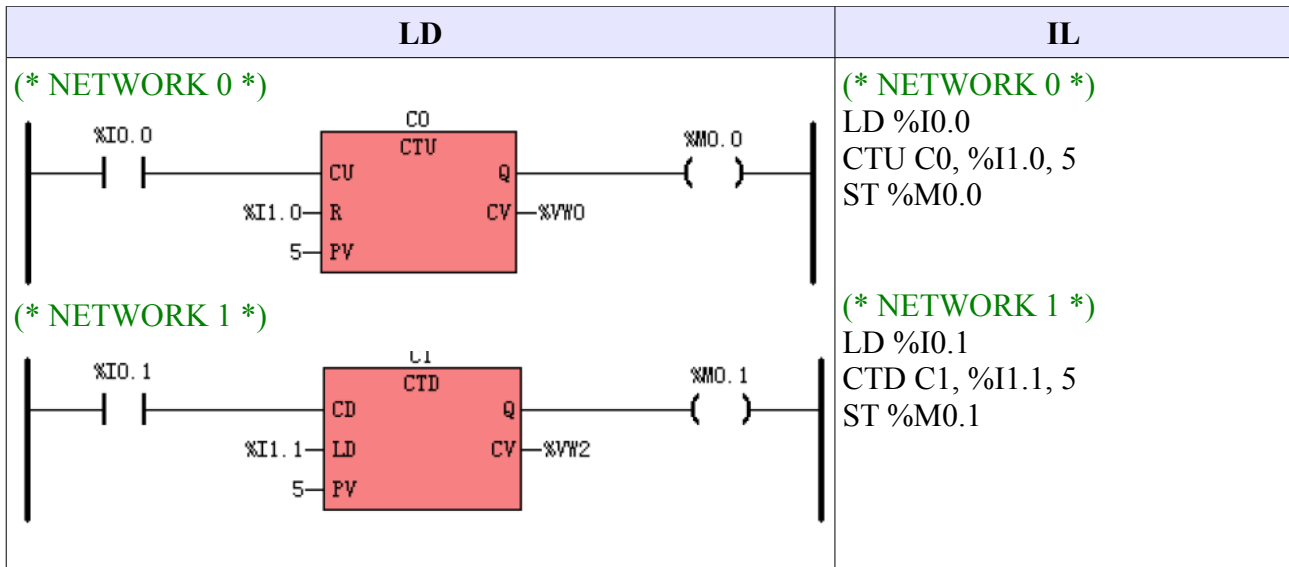 LD
IL
(* NETWORK 0 *)
%I0.0
C0
CTU
CU
Q
%M0.0
%I1.0
R
CV
%VW0
5
PV
(* NETWORK 0 *)
LD %I0.0
CTU C0, %I1.0, 5
ST %M0.0
(* NETWORK 1 *)
%I0.1
C1
CTD
CD
Q
%M0.1
%I1.1
LD
CV
%VW2
5
PV
(* NETWORK 1 *)
LD %I0.1
CTD C1, %I1.1, 5
ST %M0.1